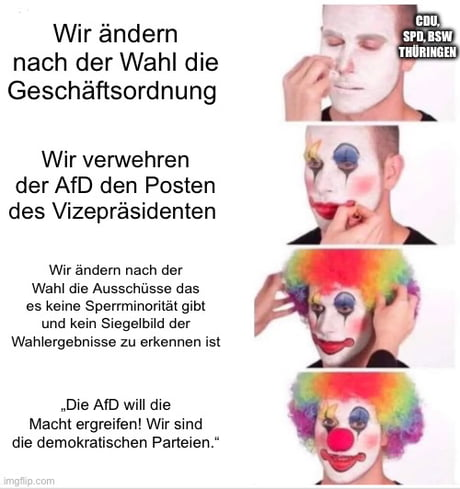 Wir ändern
nach der Wahl die
Geschäftsordnung
CDU,
SPD, BSW
THÜRINGEN
Wir verwehren
der AfD den Posten
des Vizepräsidenten
Wir ändern nach der
Wahl die Ausschüsse das
es keine Sperrminorität gibt
und kein Siegelbild der
Wahlergebnisse zu erkennen ist
„Die AfD will die
Macht ergreifen! Wir sind
die demokratischen Parteien.“
imgflip.com